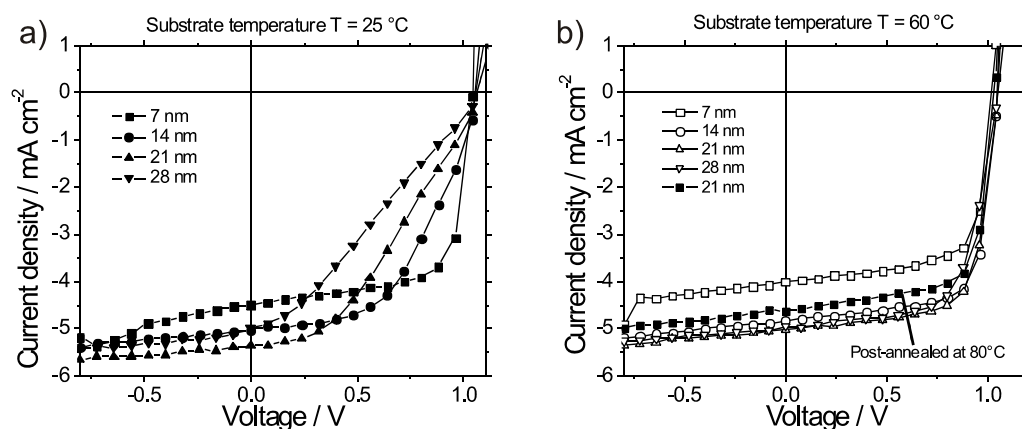 a)
Substrate temperature T = 25 °C
1
0
-1
-2
-3
-4
-5
-6
Current density / mA cm-2
7 nm
14 nm
21 nm
28 nm
-0.5
0.0
0.5
1.0
Voltage / V
b)
Substrate temperature T = 60 °C
1
0
-1
-2
-3
-4
-5
-6
Current density / mA cm-2
7 nm
14 nm
21 nm
28 nm
21 nm
Post-annealed at 80°C
-0.5
0.0
0.5
1.0
Voltage / V